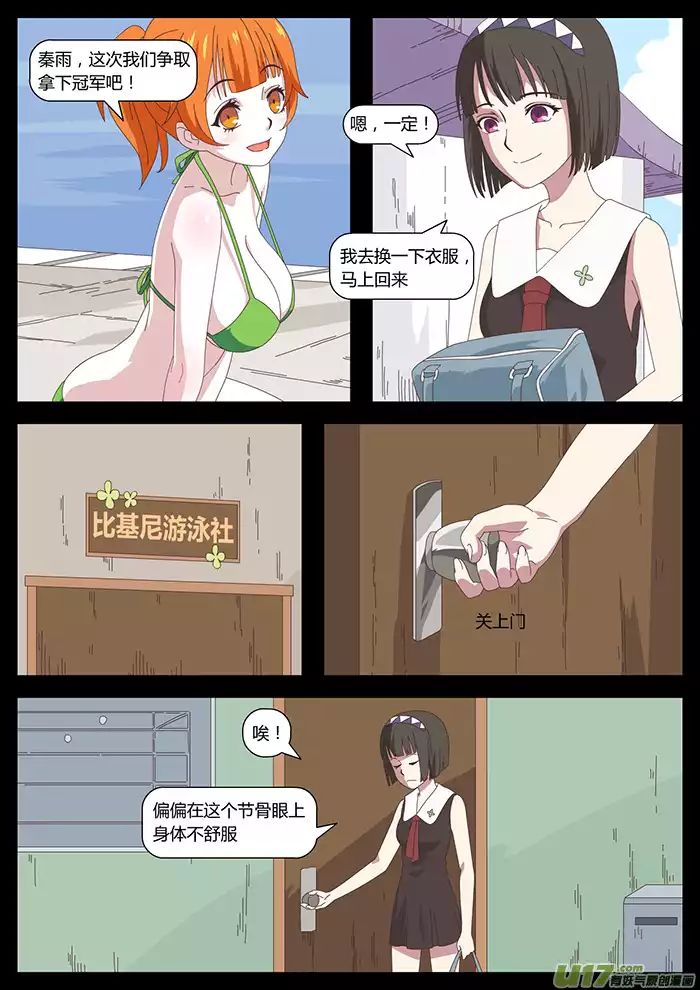 秦雨，这次我们争取
拿下冠军吧！
嗯，一定！
我去换一下衣服，
马上回来
比基尼游泳社
关上门
唉！
偏偏在这个节骨眼上
身体不舒服
U17.com
有妖气原创漫画